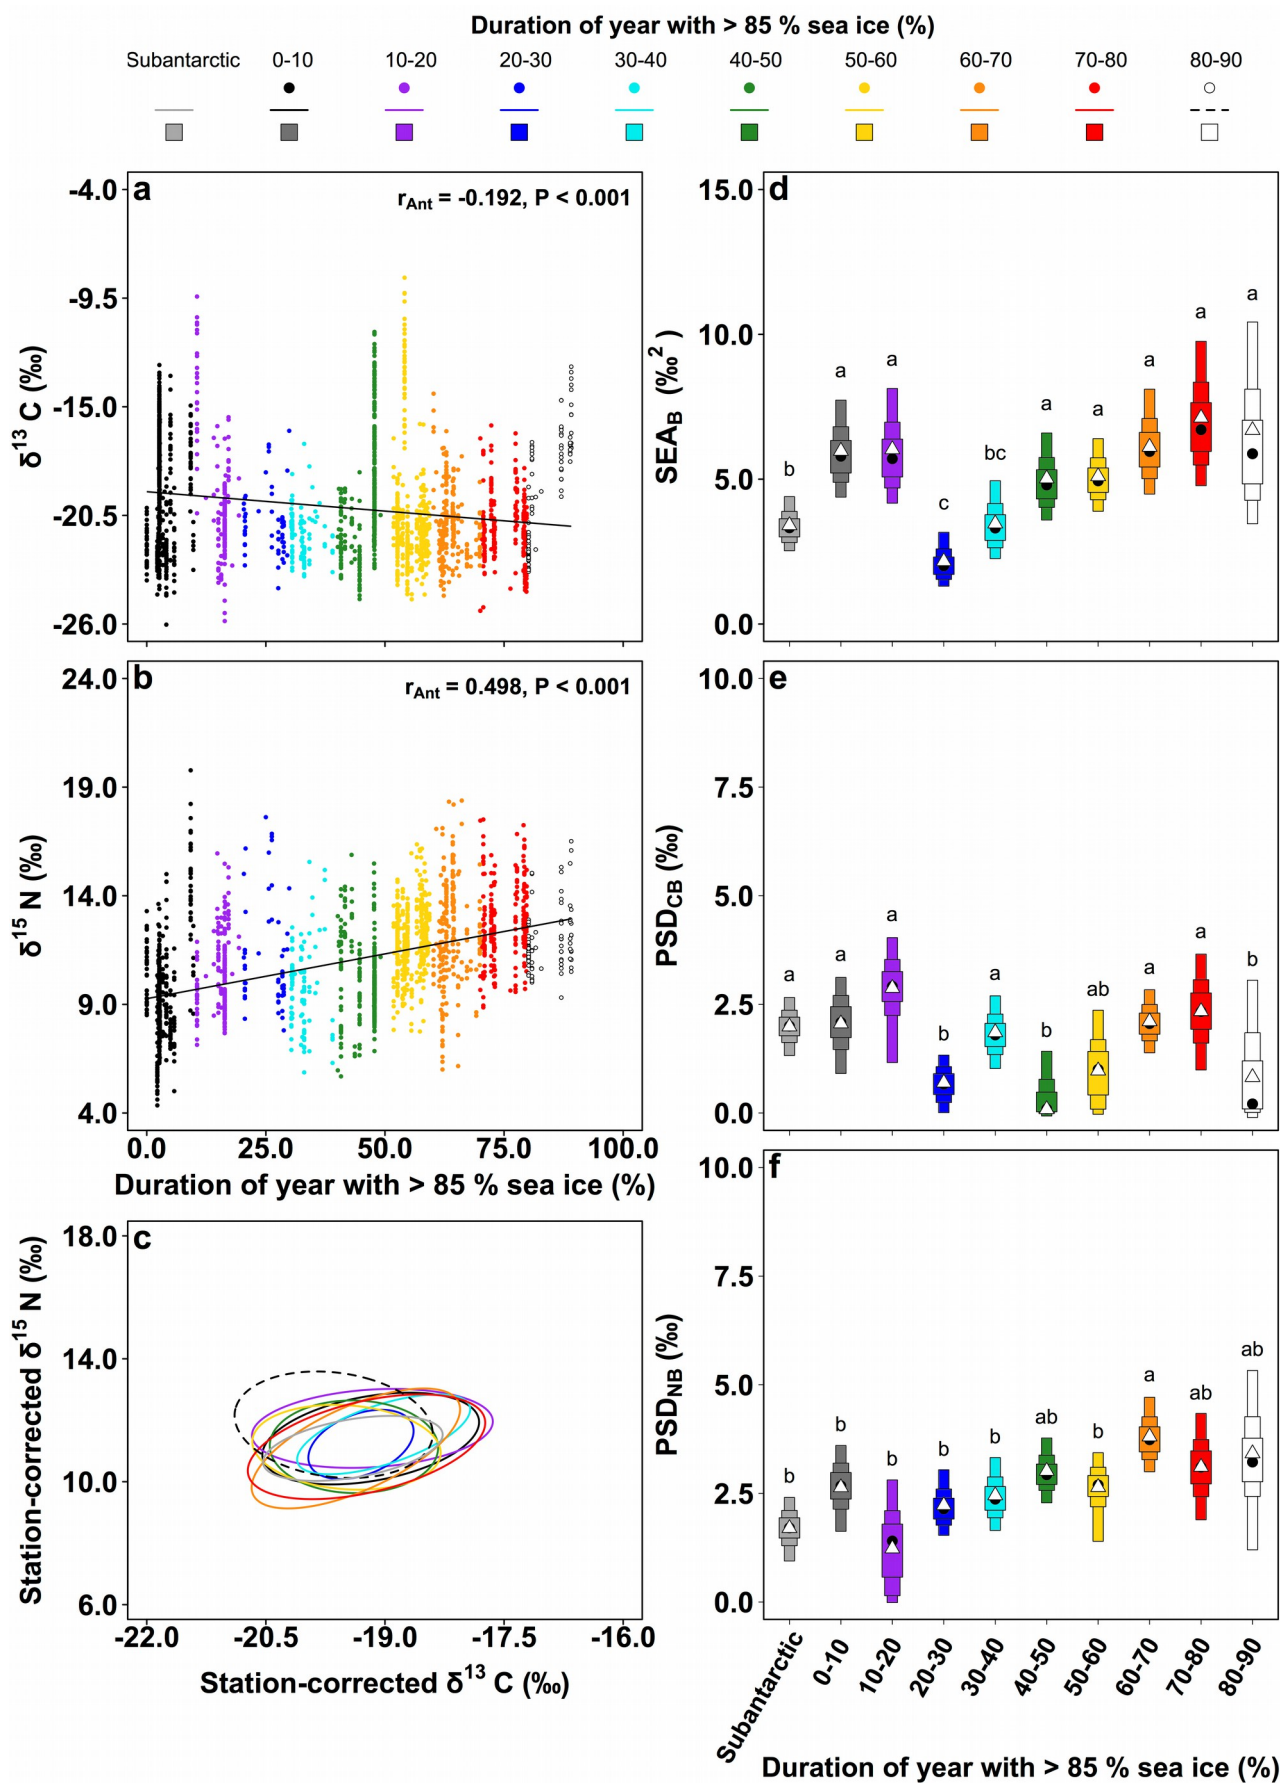 Duration of year with > 85 % sea ice (%)
Subantarctic 0-10 10-20 20-30 30-40 40-50 50-60 60-70 70-80 80-90
a
r_Ant = -0.192, P < 0.001
δ¹³ C (‰)
-4.0
-9.5
-15.0
-20.5
-26.0
b
r_Ant = 0.498, P < 0.001
δ¹⁵ N (‰)
24.0
19.0
14.0
9.0
4.0
0.0 25.0 50.0 75.0 100.0
Duration of year with > 85 % sea ice (%)
c
Station-corrected δ¹⁵ N (‰)
18.0
14.0
10.0
6.0
-22.0 -20.5 -19.0 -17.5 -16.0
Station-corrected δ¹³ C (‰)
d
SEA_B (‰²)
15.0
10.0
5.0
0.0
b a a c bc a a a a a
e
PSD_CB (‰)
10.0
7.5
5.0
2.5
0.0
a a a b a b ab a a b
f
PSD_NB (‰)
10.0
7.5
5.0
2.5
0.0
b b b b b ab b a ab ab
Subantarctic 0-10 10-20 20-30 30-40 40-50 50-60 60-70 70-80 80-90
Duration of year with > 85 % sea ice (%)